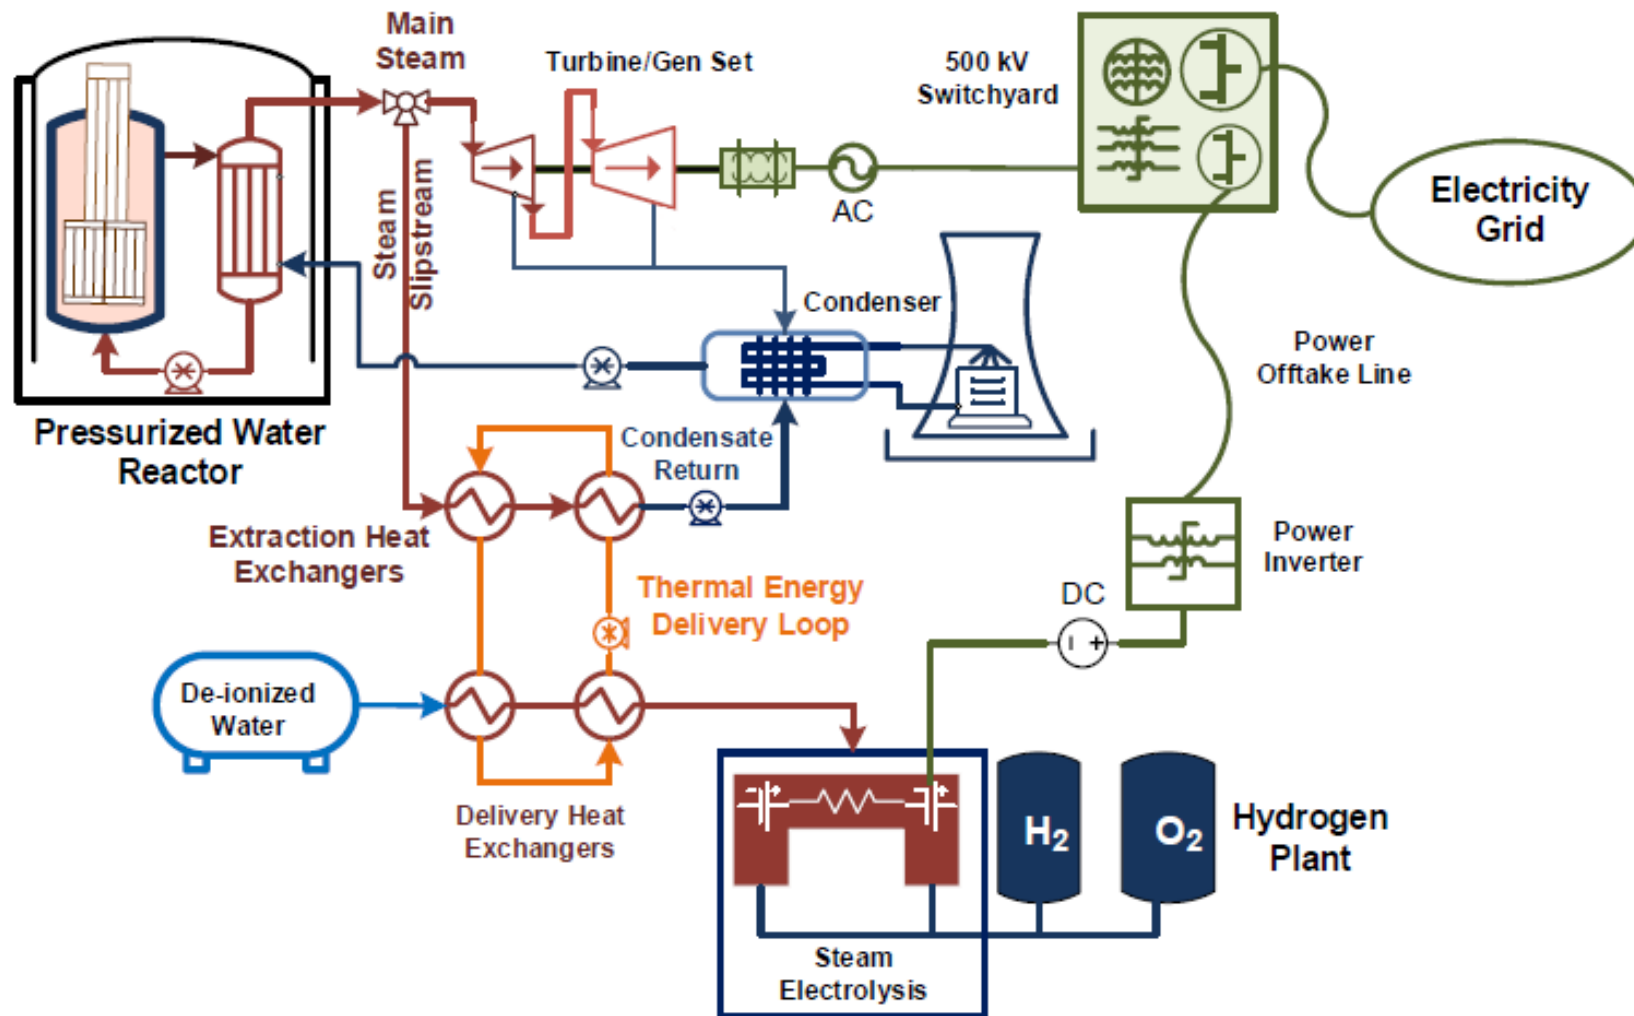 Main
Steam
Turbine/Gen Set
500 kV
Switchyard
AC
Electricity
Grid
Steam
Slipstream
Condenser
Power
Offtake Line
Pressurized Water
Reactor
Condensate
Return
Extraction Heat
Exchangers
Power
Inverter
Thermal Energy
Delivery Loop
DC
De-ionized
Water
Delivery Heat
Exchangers
H2
O2
Hydrogen
Plant
Steam
Electrolysis